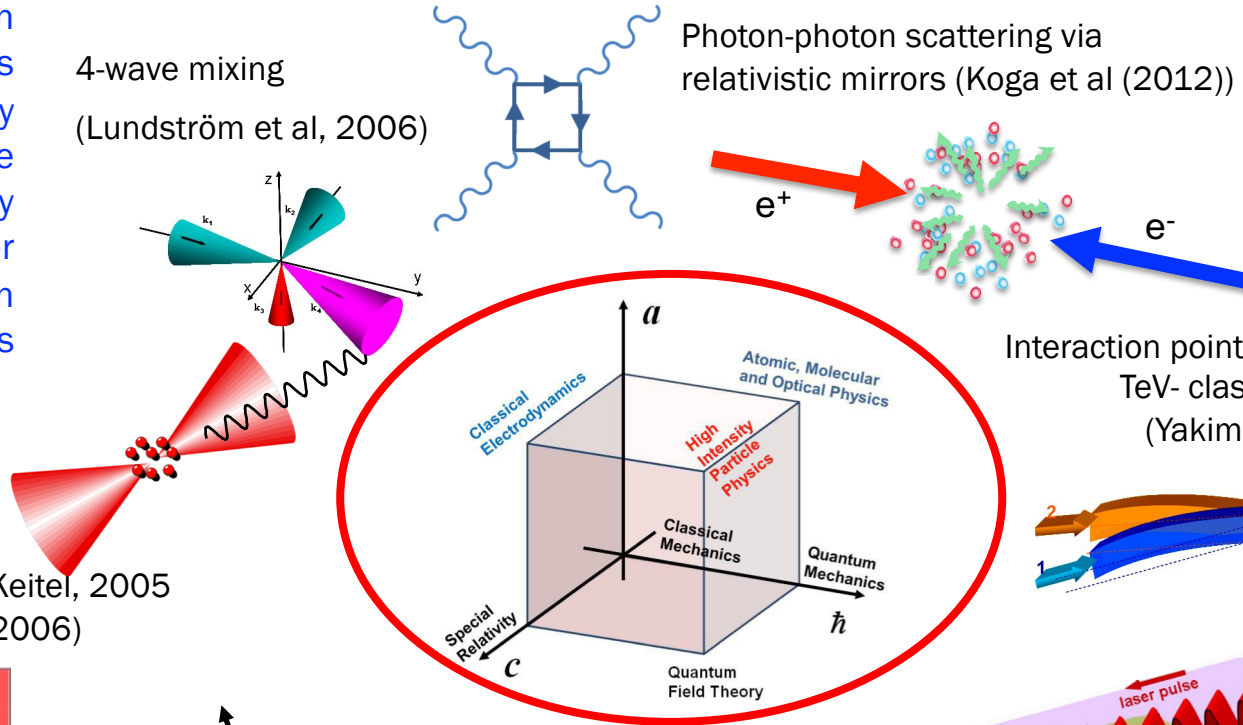 4-wave mixing
(Lundström et al, 2006)
Photon-photon scattering via
relativistic mirrors (Koga et al (2012))
e⁺
e⁻
z
k₁
k₂
y
x
k₃
k₄
Interaction point
TeV- clas
(Yakim
a
Atomic, Molecular
and Optical Physics
Classical
Electrodynamics
High
Intensity
Particle
Physics
Classical
Mechanics
Quantum
Mechanics
ħ
Special
Relativity
c
Quantum
Field Theory
2
1
Keitel, 2005
2006)
laser pulse